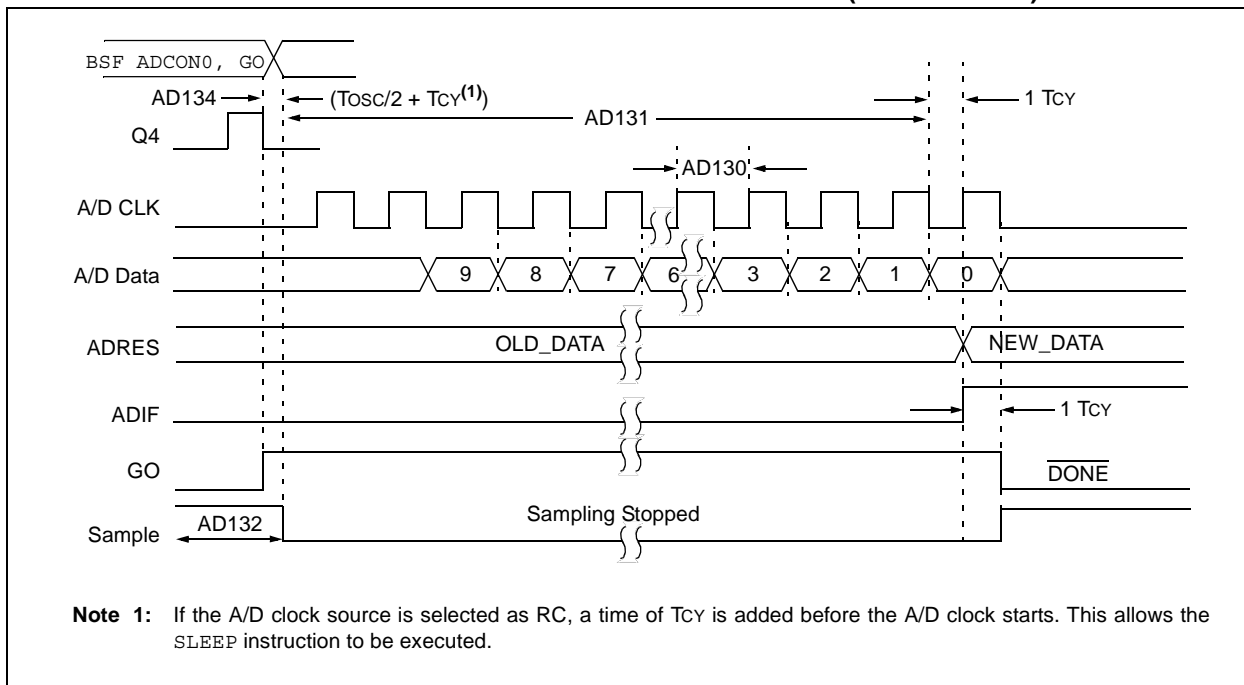 BSF ADCON0, GO
AD134 (TOSC/2 + TCY(1)) 1 TCY
AD131
Q4
AD130
A/D CLK
A/D Data 9 8 7 6 3 2 1 0
ADRES OLD_DATA NEW_DATA
ADIF 1 TCY
GO DONE
Sample AD132 Sampling Stopped
Note 1: If the A/D clock source is selected as RC, a time of TCY is added before the A/D clock starts. This allows the
SLEEP instruction to be executed.